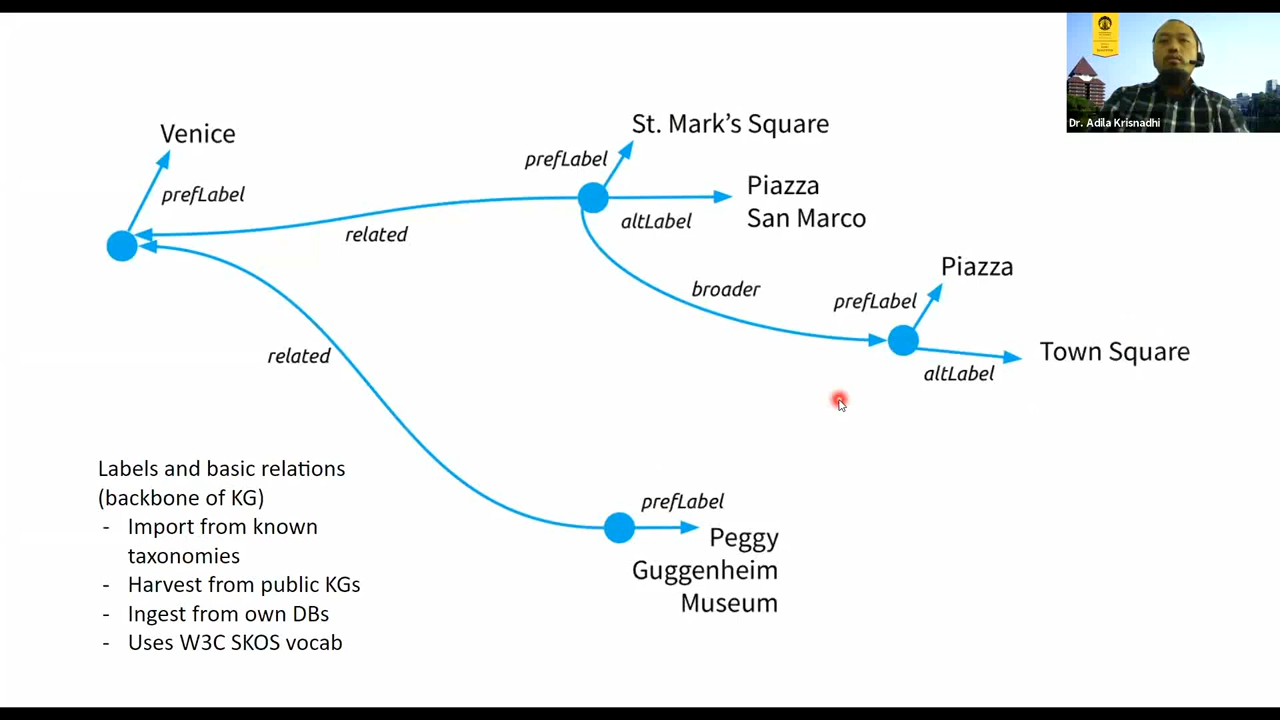 Venice
prefLabel
related
related
St. Mark's Square
prefLabel
Piazza
San Marco
altLabel
broader
Piazza
prefLabel
Town Square
altLabel
prefLabel
Peggy
Guggenheim
Museum
Labels and basic relations
(backbone of KG)
- Import from known
taxonomies
- Harvest from public KGs
- Ingest from own DBs
- Uses W3C SKOS vocab
Dr. Adila Krisnadhi